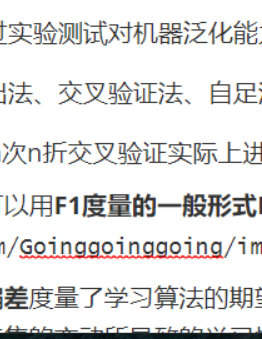 过实验测试对机器泛化能
出法、交叉验证法、自足
次n折交叉验证实际上进
可以用F1度量的一般形式
m/Goinggoinggoing/im
偏差度量了学习算法的期望